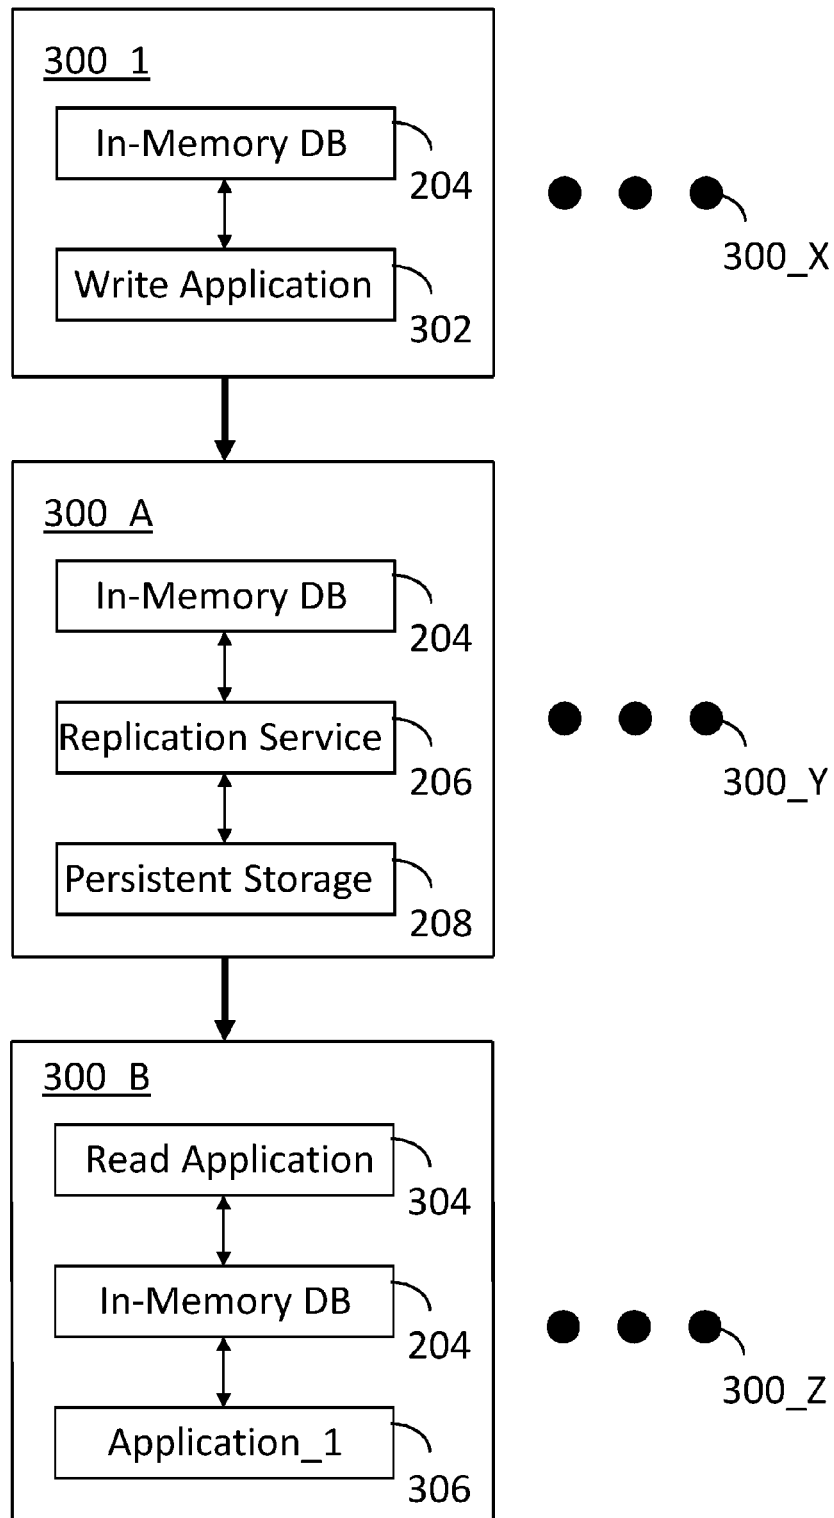 300_1
In-Memory DB
204
Write Application
302
300_X
300_A
In-Memory DB
204
Replication Service
206
Persistent Storage
208
300_Y
300_B
Read Application
304
In-Memory DB
204
Application_1
306
300_Z